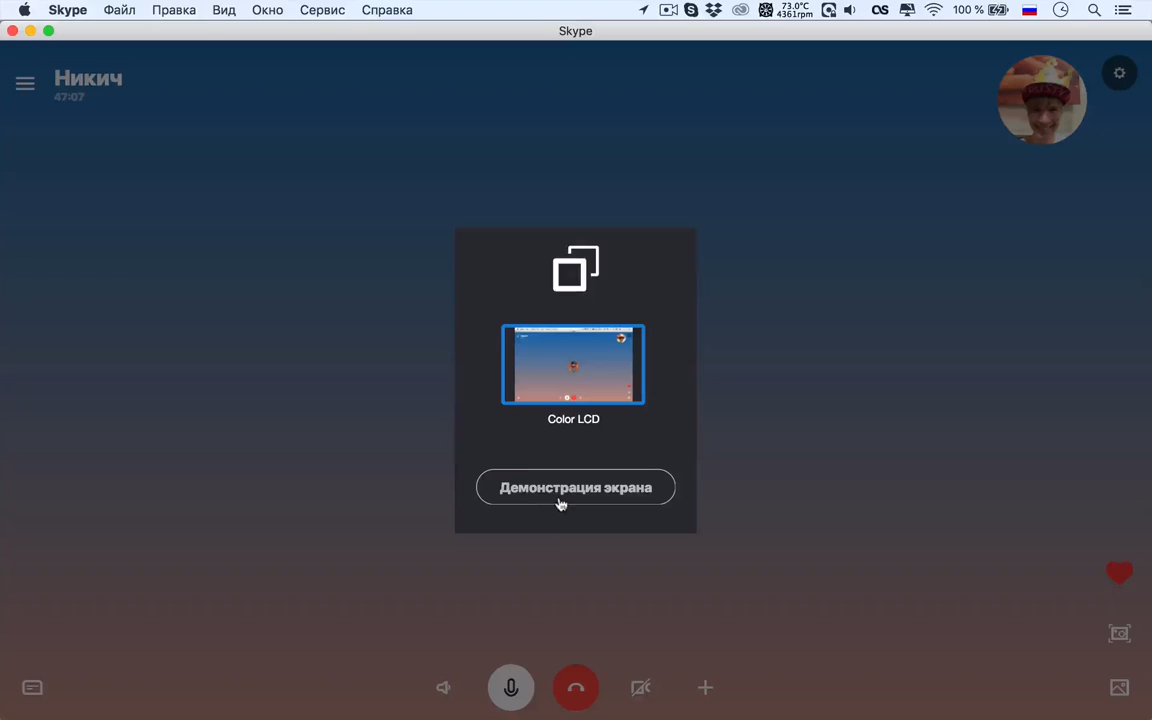 Skype Файл Правка Вид Окно Сервис Справка 73.0°C 4361rpm 100 %
Skype
Никич
47:07
Color LCD
Демонстрация экрана